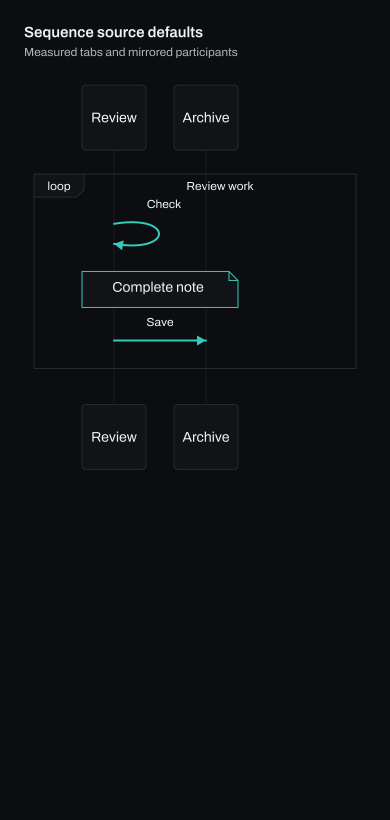 Sequence source defaults
Measured tabs and mirrored participants
Review Archive
loop Review work
Check
Complete note
Save
Review Archive